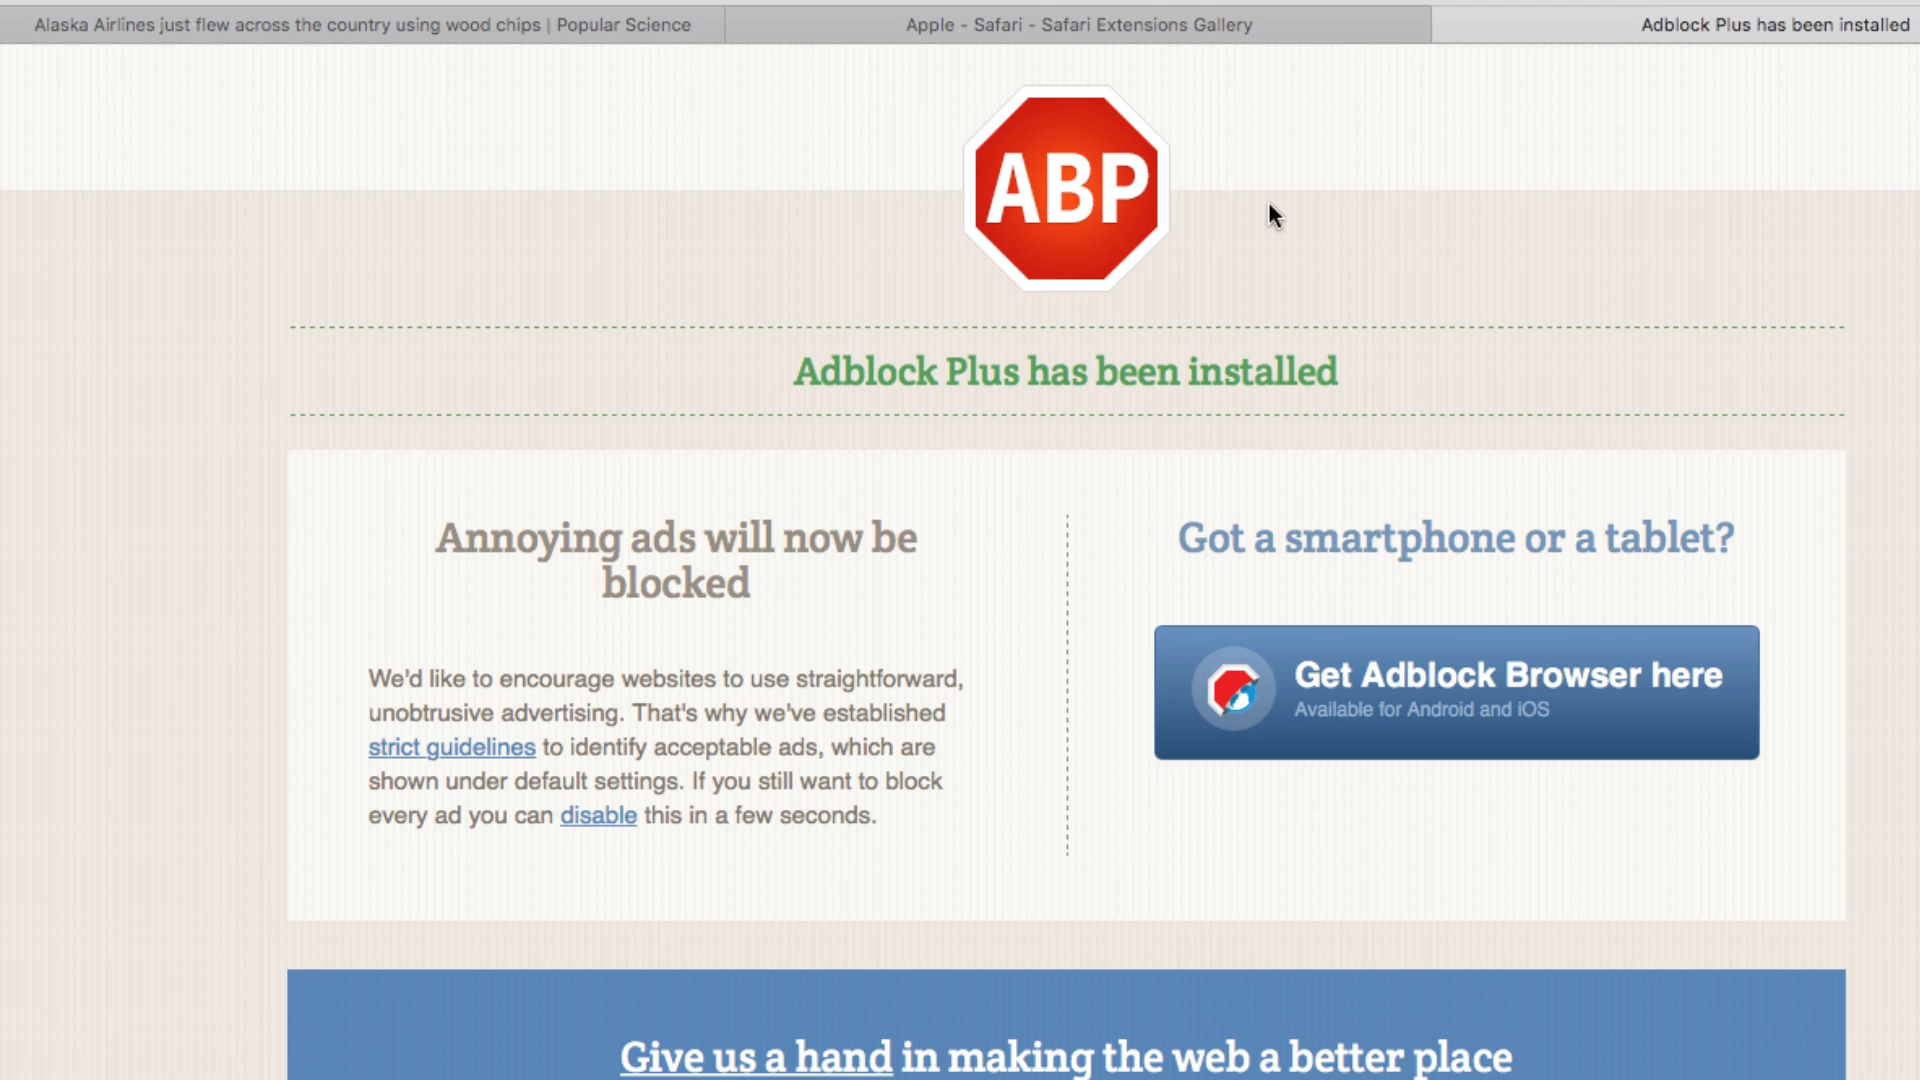 Alaska Airlines just flew across the country using wood chips | Popular Science
Apple - Safari - Safari Extensions Gallery
Adblock Plus has been installed
ABP
Adblock Plus has been installed
Annoying ads will now be
blocked
We'd like to encourage websites to use straightforward,
unobtrusive advertising. That's why we've established
strict guidelines to identify acceptable ads, which are
shown under default settings. If you still want to block
every ad you can disable this in a few seconds.
Got a smartphone or a tablet?
Get Adblock Browser here
Available for Android and iOS
Give us a hand in making the web a better place